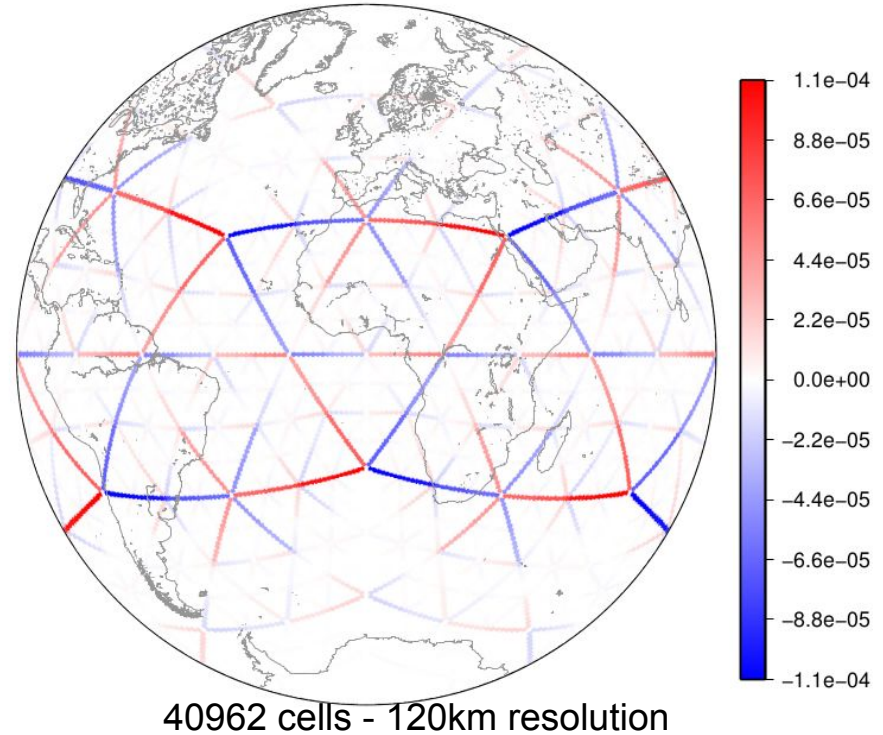 1.1e−04
8.8e−05
6.6e−05
4.4e−05
2.2e−05
0.0e+00
−2.2e−05
−4.4e−05
−6.6e−05
−8.8e−05
−1.1e−04
40962 cells - 120km resolution